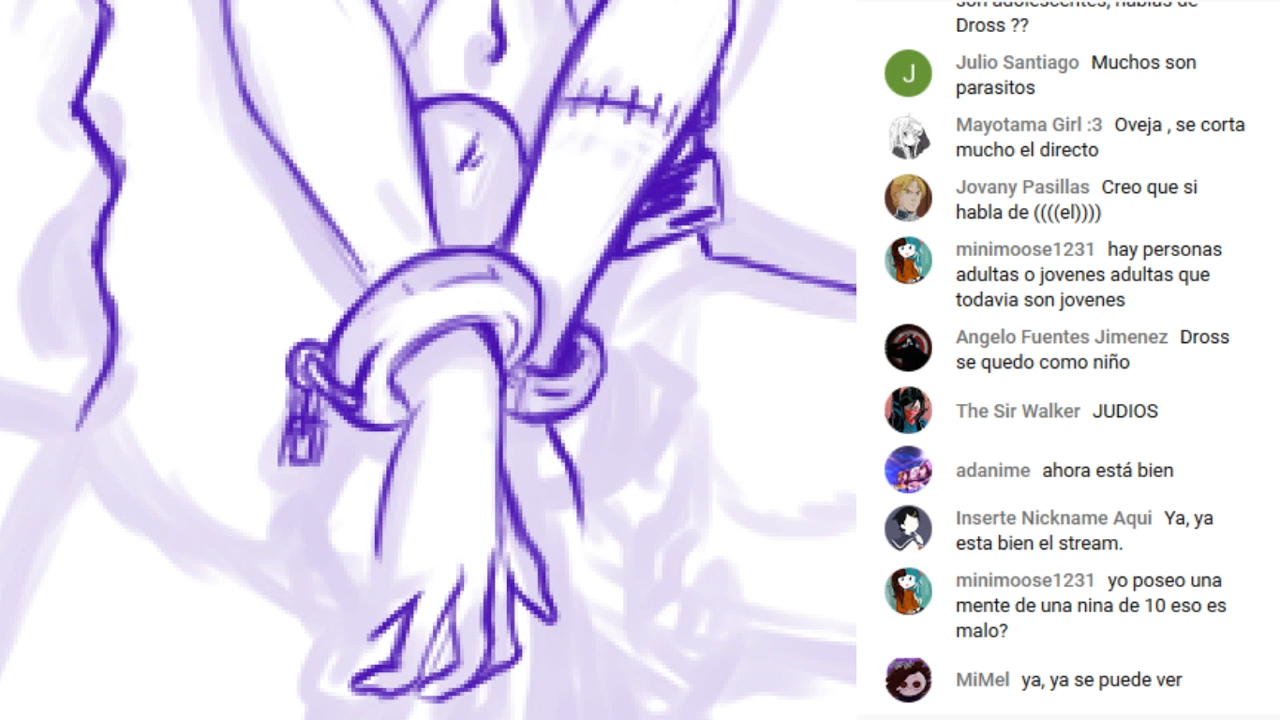 son adolescentes, hablas de
Dross ??
J
Julio Santiago Muchos son
parasitos
Mayotama Girl :3 Oveja , se corta
mucho el directo
Jovany Pasillas Creo que si
habla de ((((el))))
minimoose1231 hay personas
adultas o jovenes adultas que
todavia son jovenes
Angelo Fuentes Jimenez Dross
se quedo como niño
The Sir Walker JUDIOS
adanime ahora está bien
Inserte Nickname Aqui Ya, ya
esta bien el stream.
minimoose1231 yo poseo una
mente de una nina de 10 eso es
malo?
MiMel ya, ya se puede ver